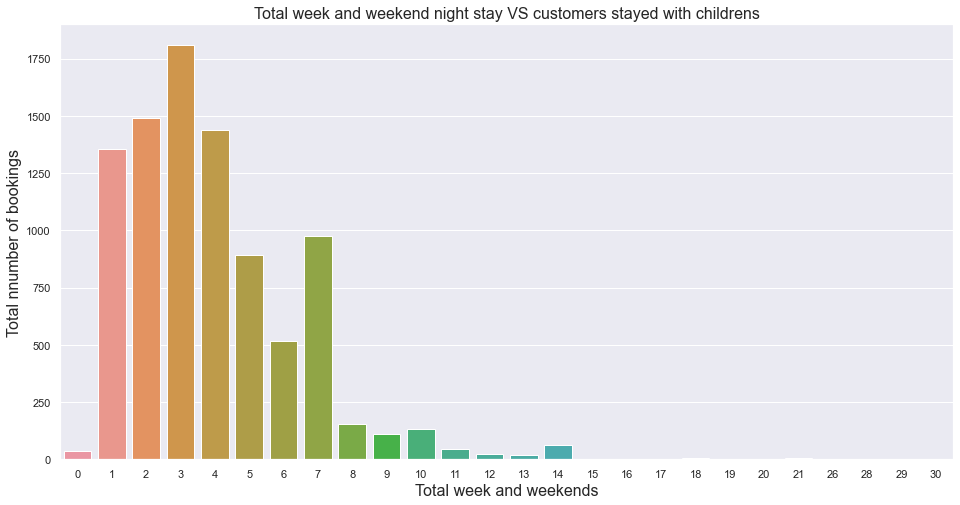 Total week and weekend night stay VS customers stayed with childrens
Total nnumber of bookings
1750
1500
1250
1000
750
500
250
0
0 1 2 3 4 5 6 7 8 9 10 11 12 13 14 15 16 17 18 19 20 21 26 28 29 30
Total week and weekends